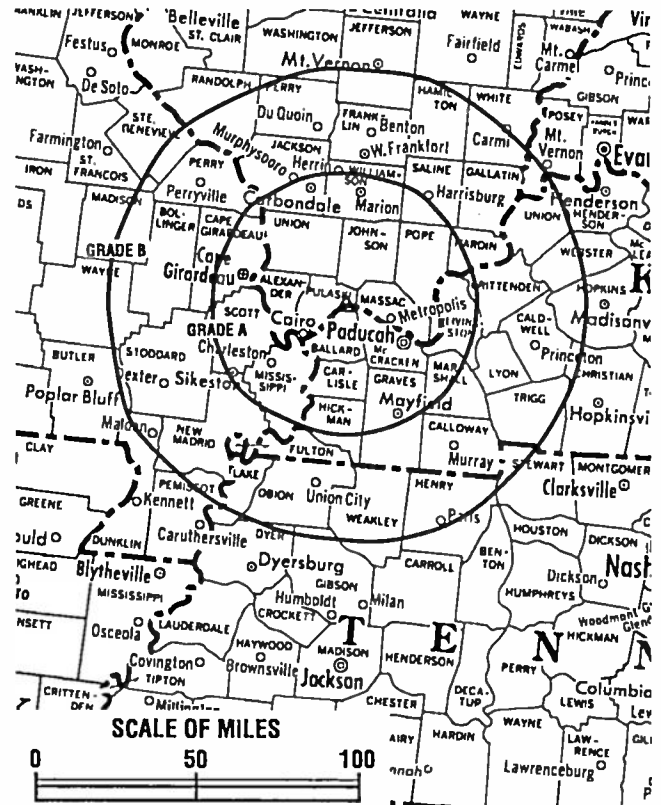 JEFFERSON
WAYNE
WABASH
Belleville
ST. CLAIR
WASHINGTON
JEFFERSON
EDWARDS
Festus
MONROE
Mt. Vernon
Fairfield
Mt. Carmel
De Soto
RANDOLPH
PERRY
HAMILTON
WHITE
GIBSON
STE. GENEVIEVE
Du Quoin
FRANKLIN
Benton
Carmi
POSEY
Mt. Vernon
Farmington
Murphysboro
JACKSON
W. Frankfort
ST. FRANCOIS
PERRY
Herrin
WILLIAMSON
SALINE
GALLATIN
IRON
Perryville
Harrisburg
Henderson
MADISON
Carbondale
Marion
UNION
HENDERSON
BOLLINGER
CAPE GIRARDEAU
UNION
JOHNSON
POPE
HARDIN
WEBSTER
GRADE B
WAYNE
Cape Girardeau
ALEXANDER
PULASKI
MASSAC
CRITTENDEN
HOPKINS
K
SCOTT
Metropolis
LIVINGSTON
CALDWELL
GRADE A
Cairo
Paducah
BALLARD
Mc CRACKEN
Princeton
BUTLER
STODDARD
Charleston
CARLISLE
GRAVES
MARSHALL
LYON
CHRISTIAN
Dexter
Sikeston
MISSISSIPPI
TRIGG
Poplar Bluff
HICKMAN
Mayfield
Malden
NEW MADRID
CALLOWAY
CLAY
FULTON
Murray
STEWART
LAKE
PEMISCOT
HENRY
Clarksville
GREENE
Kennett
OBION
Union City
Caruthersville
WEAKLEY
Paris
HOUSTON
DICKSON
DUNKLIN
DYER
BENTON
Blytheville
Dyersburg
CARROLL
GIBSON
Dickson
MISSISSIPPI
Humboldt
Milan
HUMPHREYS
CROCKETT
Osceola
LAUDERDALE
T E N N
HICKMAN
HAYWOOD
MADISON
Covington
Brownsville
HENDERSON
PERRY
TIPTON
Jackson
Columbia
CRITTENDEN
DECATUP
LEWIS
CHESTER
WAYNE
SCALE OF MILES
HARDIN
LAWRENCE
0 50 100
Lawrenceburg